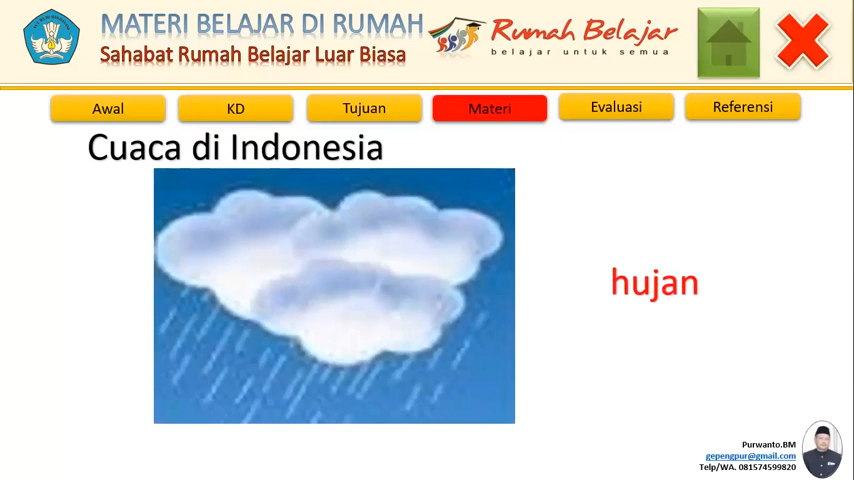 MATERI BELAJAR DI RUMAH
Sahabat Rumah Belajar Luar Biasa
Rumah Belajar
belajar untuk semua
Awal
KD
Tujuan
Materi
Evaluasi
Referensi
Cuaca di Indonesia
hujan
Purwanto.BM
gepengpur@gmail.com
Telp/WA. 081574599820